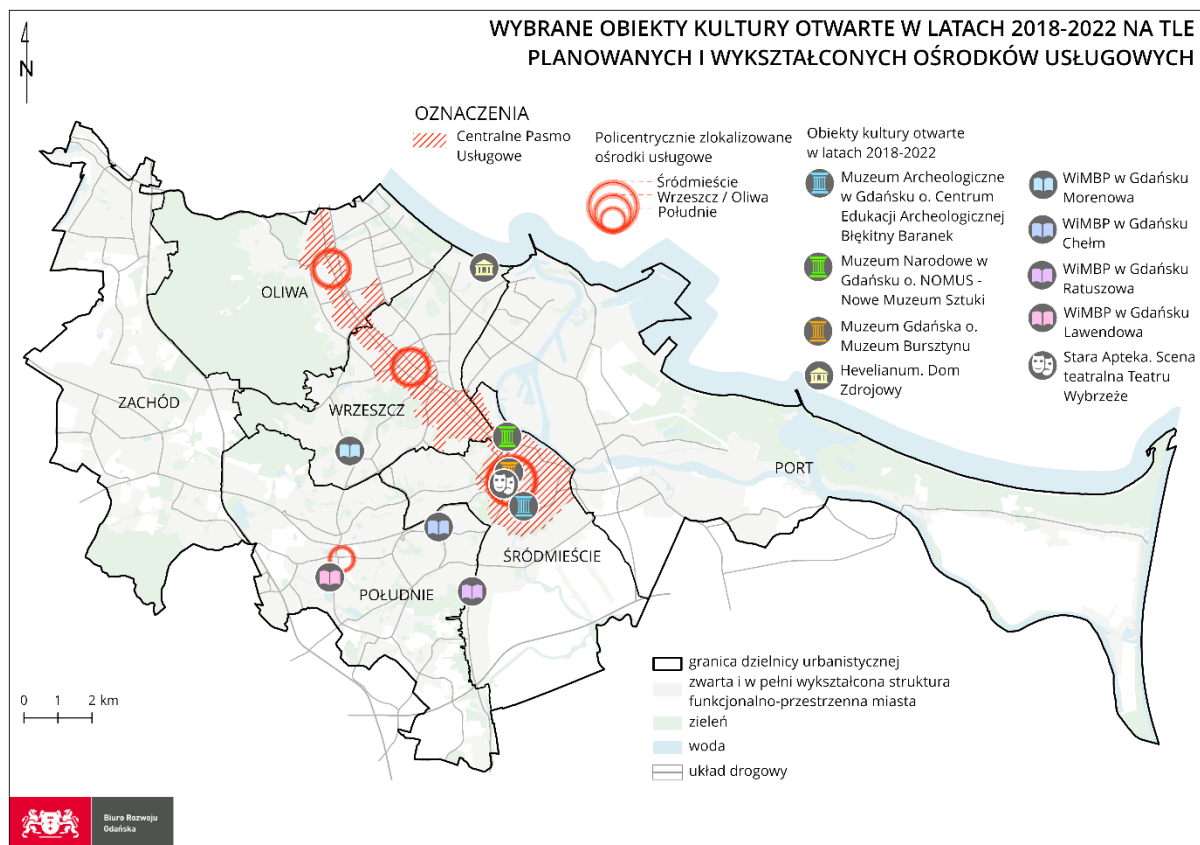 WYBRANE OBIEKTY KULTURY OTWARTE W LATACH 2018-2022 NA TLE
PLANOWANYCH I WYKSZTAŁCONYCH OŚRODKÓW USŁUGOWYCH
N
OZNACZENIA
Centralne Pasmo
Usługowe
Policentrycznie zlokalizowane
ośrodki usługowe
Śródmieście
Wrzeszcz / Oliwa
Południe
Obiekty kultury otwarte
w latach 2018-2022
Muzeum Archeologiczne
w Gdańsku o. Centrum
Edukacji Archeologicznej
Błękitny Baranek
Muzeum Narodowe w
Gdańsku o. NOMUS -
Nowe Muzeum Sztuki
Muzeum Gdańska o.
Muzeum Bursztynu
Hevelianum. Dom
Zdrojowy
WiMBP w Gdańsku
Morenowa
WiMBP w Gdańsku
Chełm
WiMBP w Gdańsku
Ratuszowa
WiMBP w Gdańsku
Lawendowa
Stara Apteka. Scena
teatralna Teatru
Wybrzeże
OLIWA
ZACHÓD
WRZESZCZ
PORT
ŚRÓDMIEŚCIE
POŁUDNIE
granica dzielnicy urbanistycznej
zwarta i w pełni wykształcona struktura
funkcjonalno-przestrzenna miasta
zieleń
woda
układ drogowy
0 1 2 km
Biuro Rozwoju
Gdańska